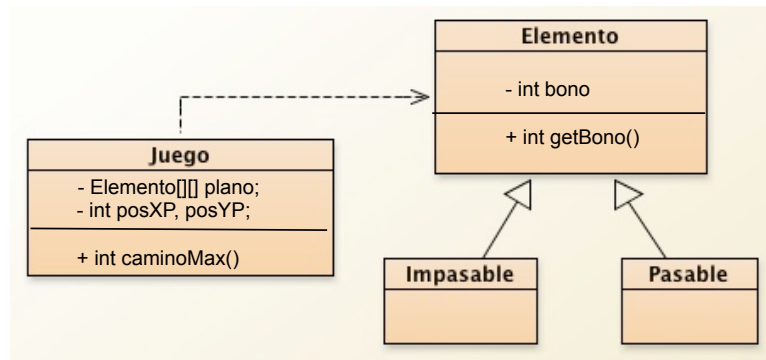 Elemento
- int bono
+ int getBono()
Juego
- Elemento[][] plano;
- int posXP, posYP;
+ int caminoMax()
Impasable
Pasable